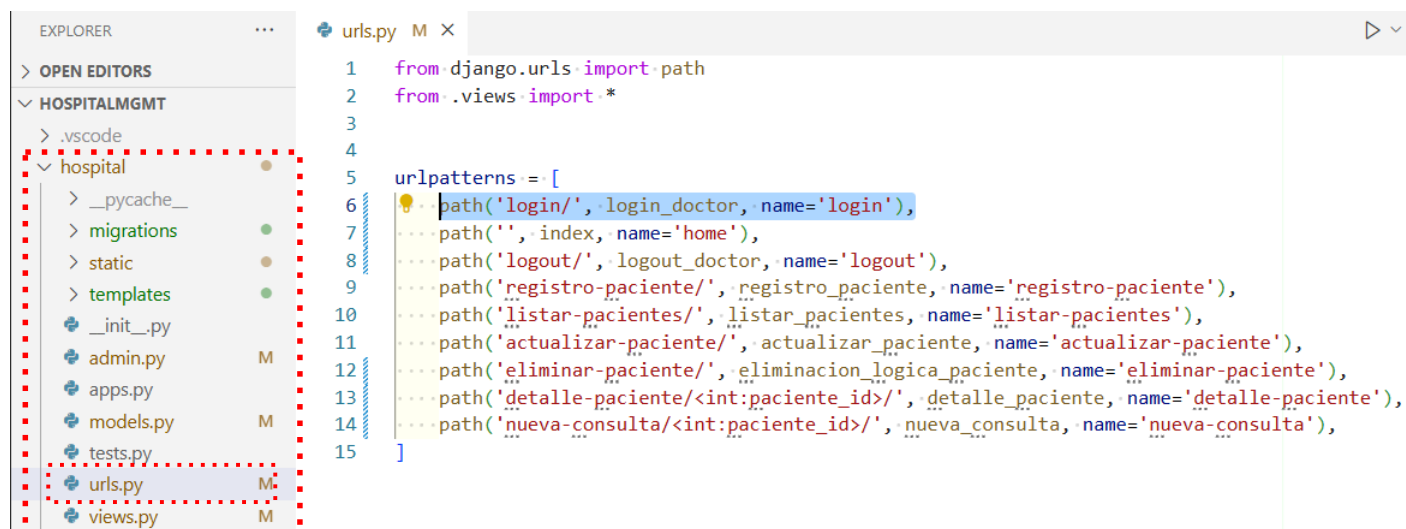 EXPLORER ...
OPEN EDITORS
HOSPITALMGMT
.vscode
hospital
__pycache__
migrations
static
templates
__init__.py
admin.py M
apps.py
models.py M
tests.py
urls.py M
views.py M
urls.py M
1 from django.urls import path
2 from .views import *
3
4
5 urlpatterns = [
6     path('login/', login_doctor, name='login'),
7     path('', index, name='home'),
8     path('logout/', logout_doctor, name='logout'),
9     path('registro-paciente/', registro_paciente, name='registro-paciente'),
10     path('listar-pacientes/', listar_pacientes, name='listar-pacientes'),
11     path('actualizar-paciente/', actualizar_paciente, name='actualizar-paciente'),
12     path('eliminar-paciente/', eliminacion_logica_paciente, name='eliminar-paciente'),
13     path('detalle-paciente/<int:paciente_id>/', detalle_paciente, name='detalle-paciente'),
14     path('nueva-consulta/<int:paciente_id>/', nueva_consulta, name='nueva-consulta'),
15 ]